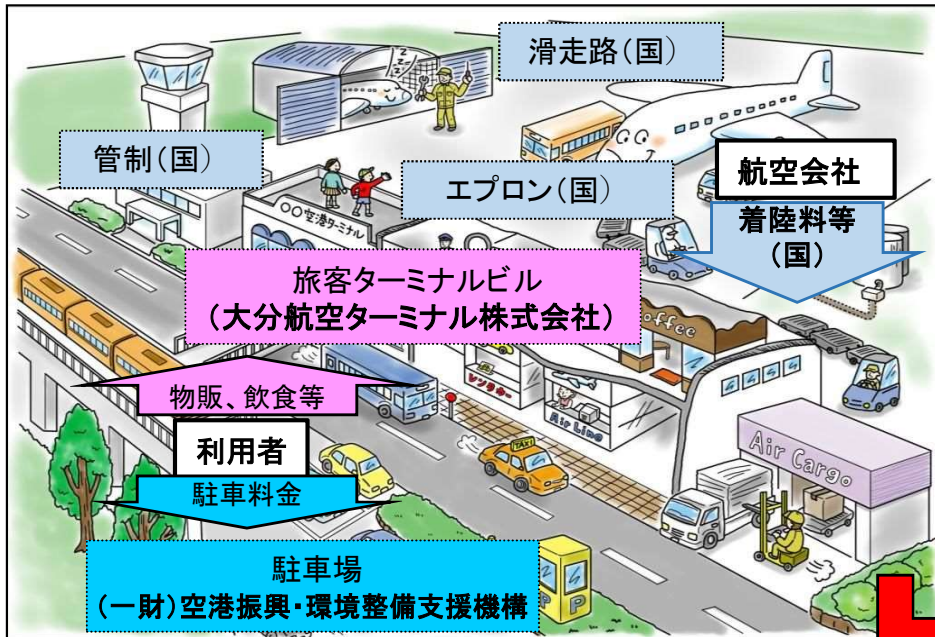 滑走路(国)
管制(国)
エプロン(国)
航空会社
着陸料等
(国)
〇〇空港ターミナル
旅客ターミナルビル
(大分航空ターミナル株式会社)
offee
レンタカー
Air Line
物販、飲食等
利用者
TAXI
Air Cargo
駐車料金
駐車場
(一財)空港振興・環境整備支援機構
P
P